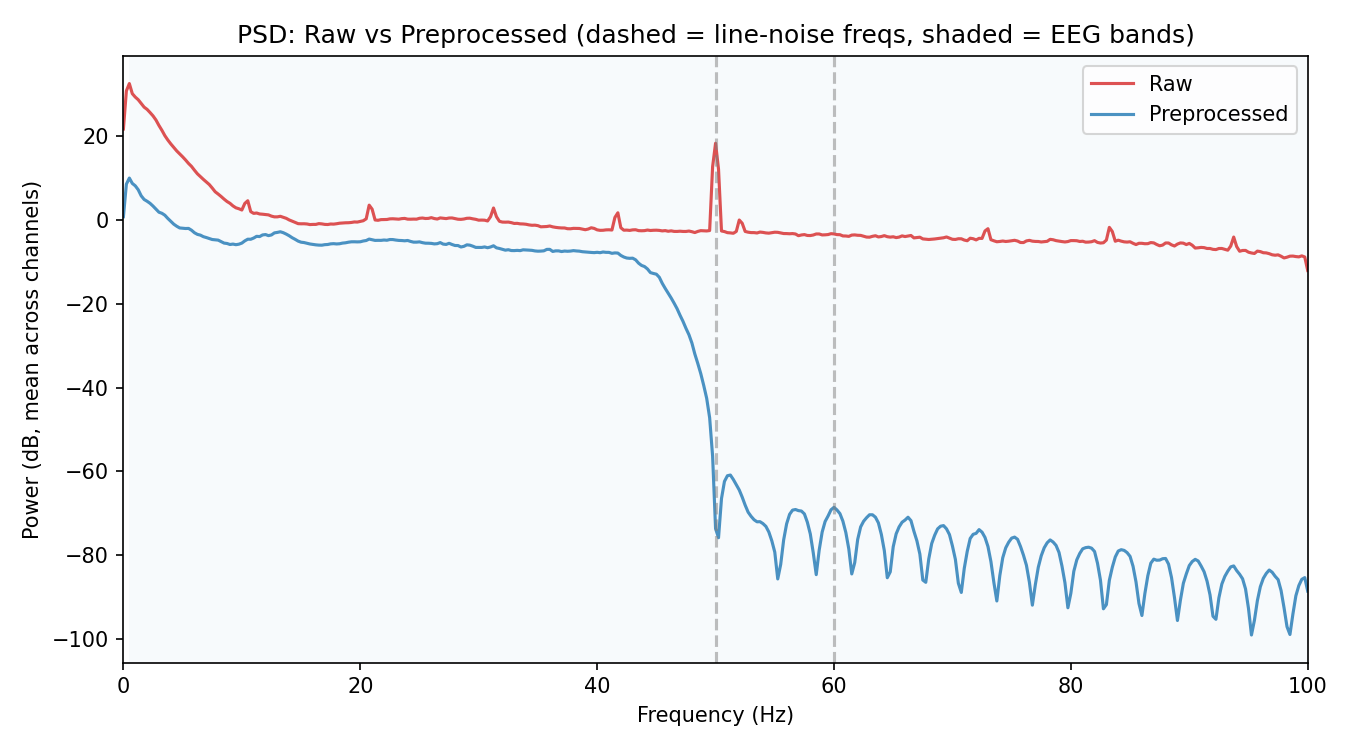 PSD: Raw vs Preprocessed (dashed = line-noise freqs, shaded = EEG bands)
Raw
Preprocessed
Power (dB, mean across channels)
20
0
−20
−40
−60
−80
−100
0 20 40 60 80 100
Frequency (Hz)